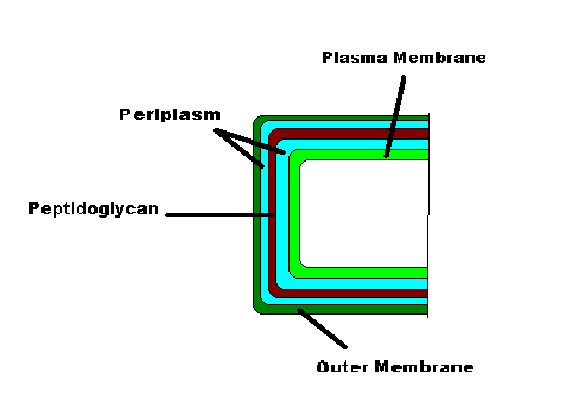 Plasma Membrane
Periplasm
Peptidoglycan
Outer Membrane